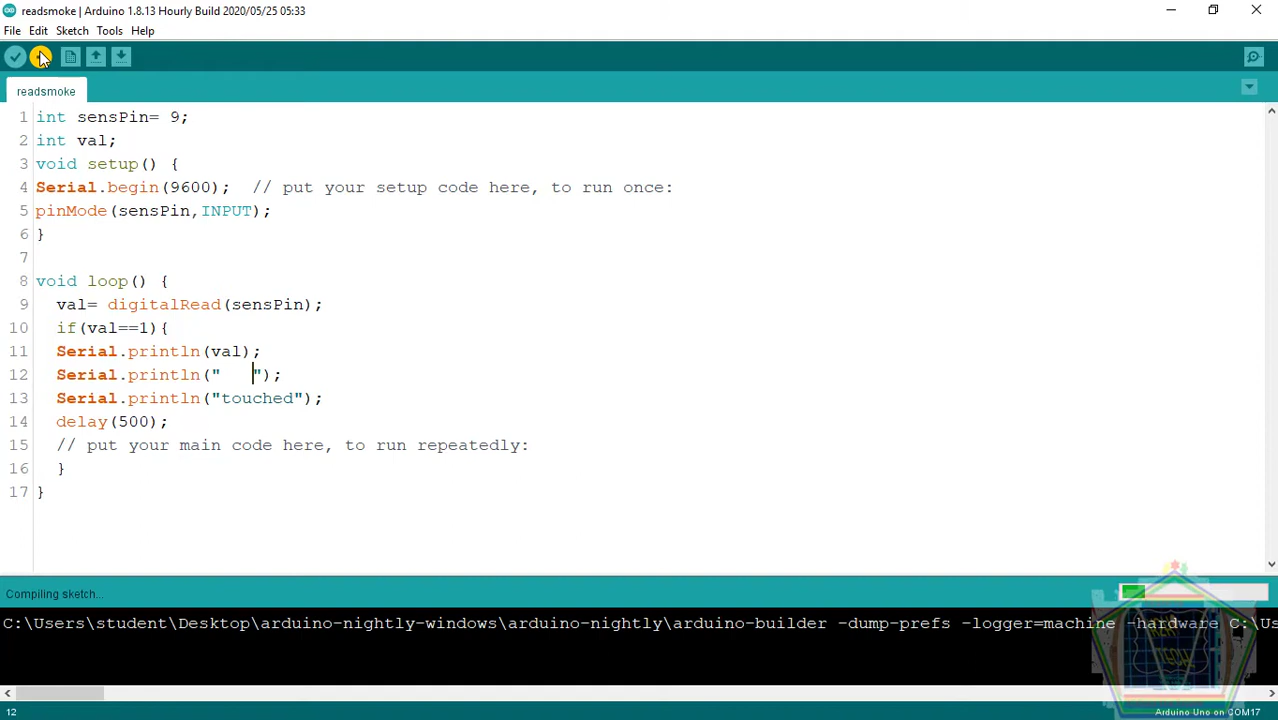 readsmoke | Arduino 1.8.13 Hourly Build 2020/05/25 05:33
File Edit Sketch Tools Help
readsmoke
1 int sensPin= 9;
2 int val;
3 void setup() {
4 Serial.begin(9600);  // put your setup code here, to run once:
5 pinMode(sensPin,INPUT);
6 }
7
8 void loop() {
9   val= digitalRead(sensPin);
10   if(val==1){
11   Serial.println(val);
12   Serial.println("   ");
13   Serial.println("touched");
14   delay(500);
15   // put your main code here, to run repeatedly:
16   }
17 }
Compiling sketch...
C:\Users\student\Desktop\arduino-nightly-windows\arduino-nightly\arduino-builder -dump-prefs -logger=machine -hardware C:\Us
12
Arduino Uno on COM17